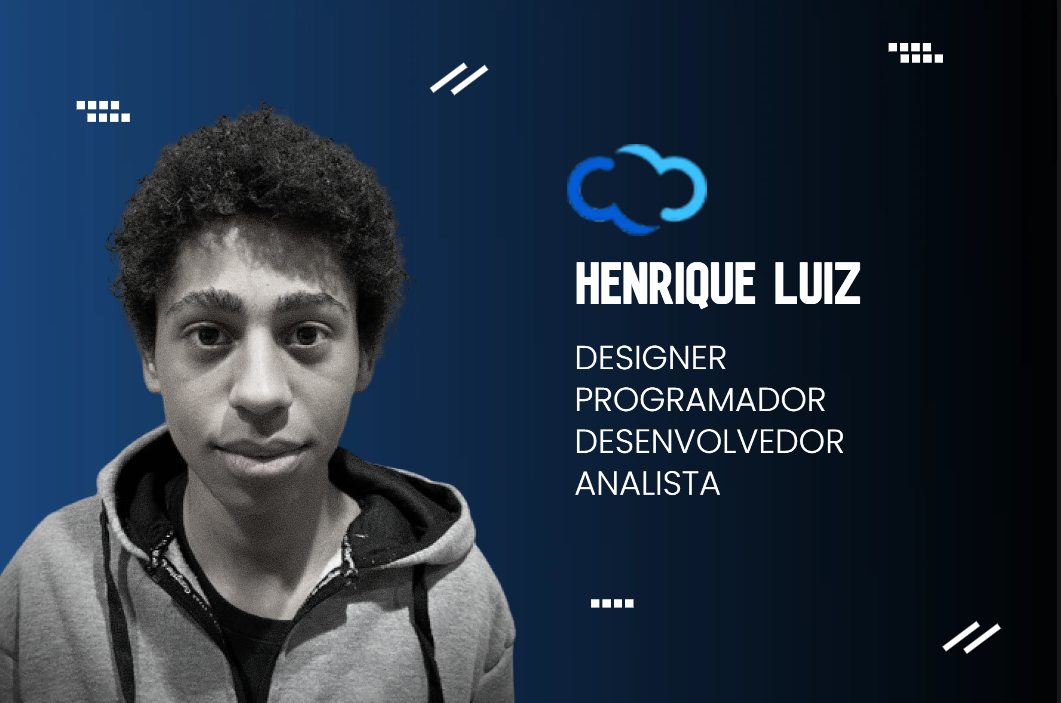 HENRIQUE LUIZ
DESIGNER
PROGRAMADOR
DESENVOLVEDOR
ANALISTA